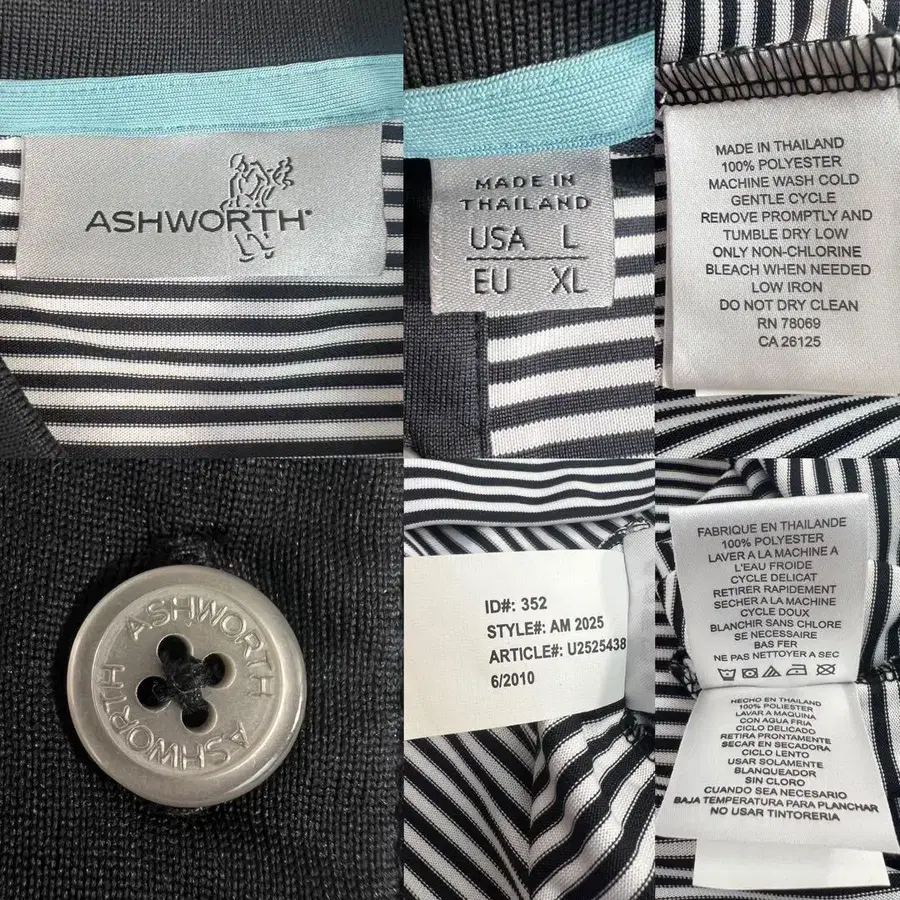 ASHWORTH®
MADE IN
THAILAND
USA L
EU XL
MADE IN THAILAND
100% POLYESTER
MACHINE WASH COLD
GENTLE CYCLE
REMOVE PROMPTLY AND
TUMBLE DRY LOW
ONLY NON-CHLORINE
BLEACH WHEN NEEDED
LOW IRON
DO NOT DRY CLEAN
RN 78069
CA 26125
ASHWORTH
ASHWORTH
ID#: 352
STYLE#: AM 2025
ARTICLE#: U2525438
6/2010
FABRIQUE EN THAILANDE
100% POLYESTER
LAVER A LA MACHINE A
L'EAU FROIDE
CYCLE DELICAT
RETIRER RAPIDEMENT
SECHER A LA MACHINE
CYCLE DOUX
BLANCHIR SANS CHLORE
SE NECESSAIRE
BAS FER
NE PAS NETTOYER A SEC
HECHO EN THAILAND
100% POLIESTER
LAVAR A MAQUINA
CON AGUA FRIA
CICLO DELICADO
RETIRA PRONTAMENTE
SECAR EN SECADORA
CICLO LENTO
USAR SOLAMENTE
BLANQUEADOR
SIN CLORO
CUANDO SEA NECESARIO
BAJA TEMPERATURA PARA PLANCHAR
NO USAR TINTORERIA